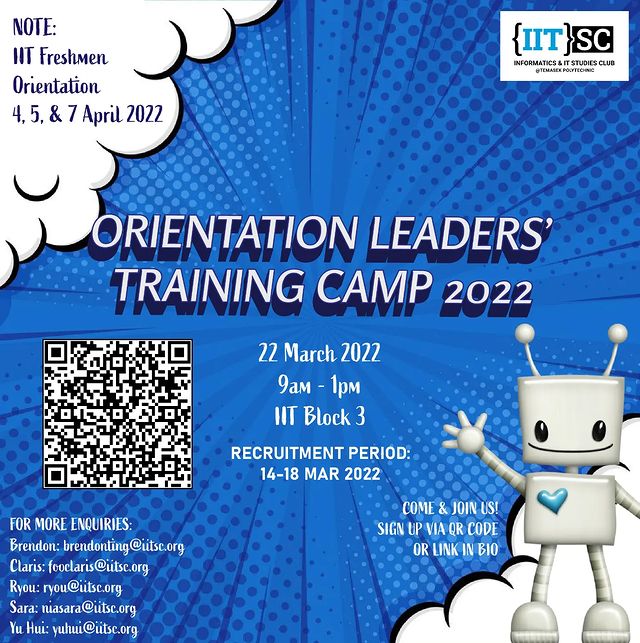 NOTE:
IIT Freshmen
Orientation
4, 5, & 7 April 2022
{IIT}SC
INFORMATICS & IT STUDIES CLUB
@TEMASEK POLYTECHNIC
ORIENTATION LEADERS'
TRAINING CAMP 2022
22 March 2022
9am - 1pm
IIT Block 3
RECRUITMENT PERIOD:
14-18 MAR 2022
COME & JOIN US!
SIGN UP VIA QR CODE
OR LINK IN BIO
FOR MORE ENQUIRIES:
Brendon: brendonting@iitsc.org
Claris: fooclaris@iitsc.org
Ryou: ryou@iitsc.org
Sara: niasara@iitsc.org
Yu Hui: yuhui@iitsc.org